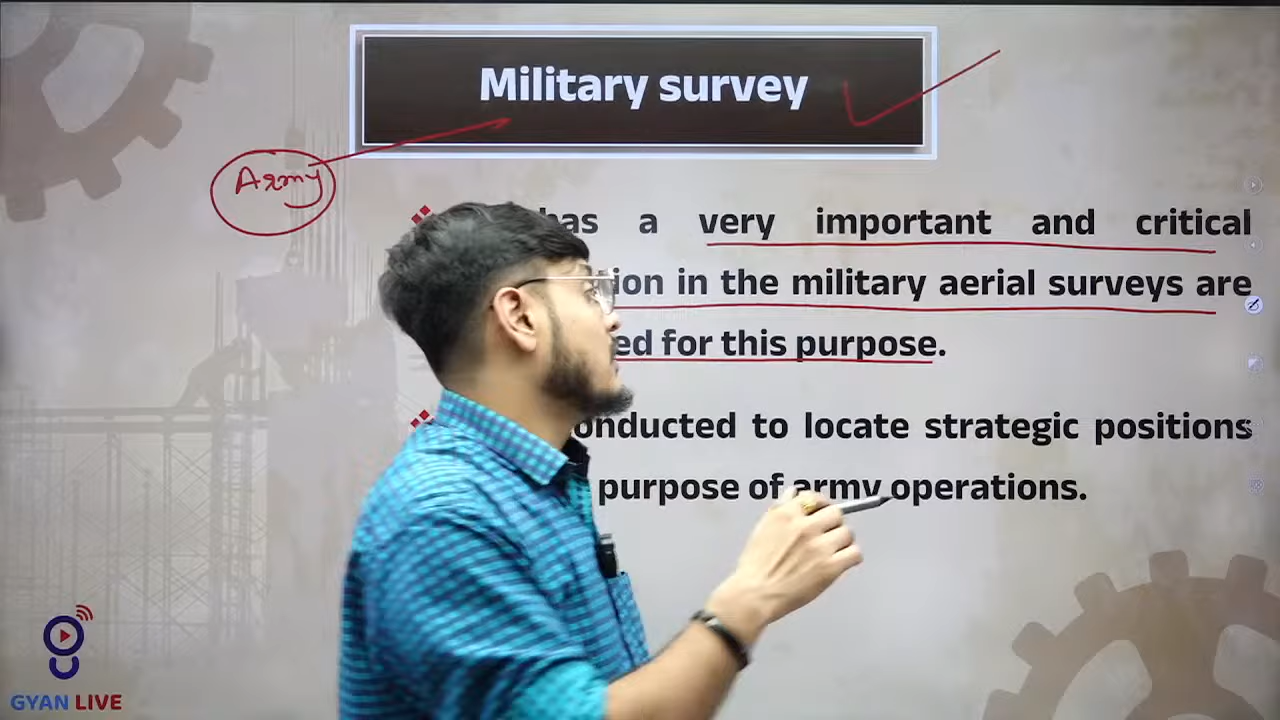 Military survey
Army
has a very important and critical
ion in the military aerial surveys are
ed for this purpose.
onducted to locate strategic positions
purpose of army operations.
GYAN LIVE